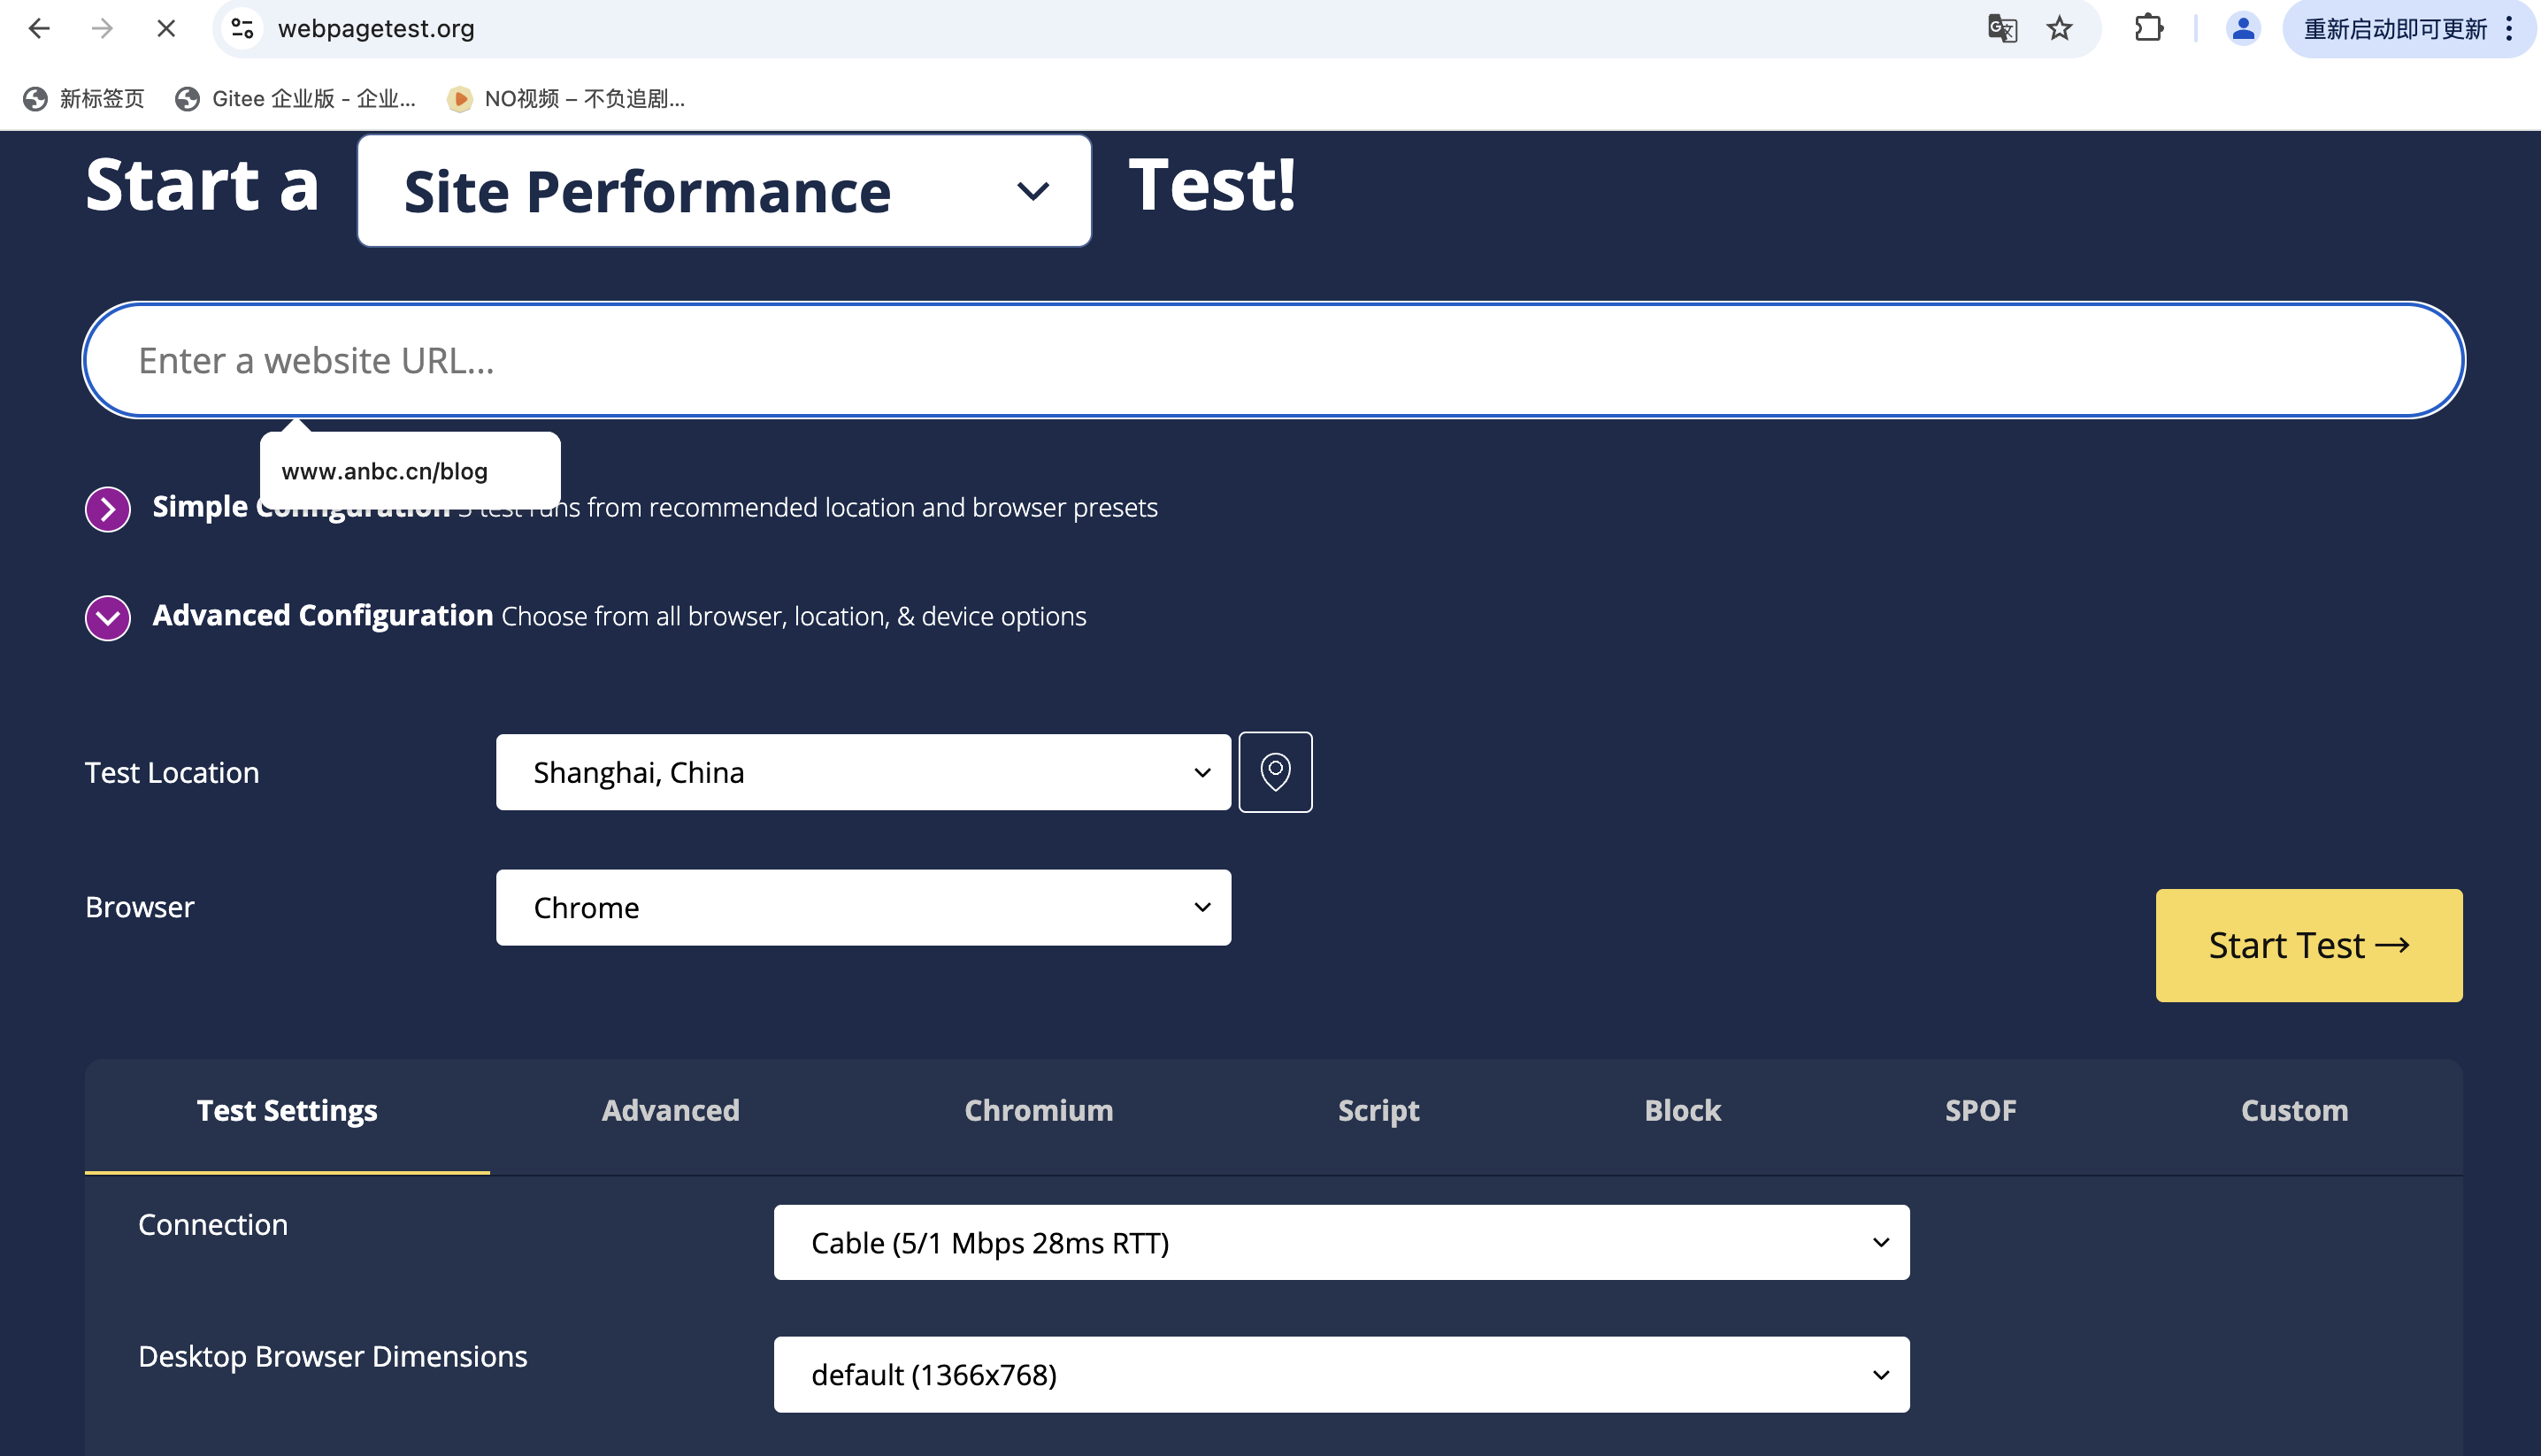 webpagetest.org
重新启动即可更新
新标签页
Gitee 企业版 - 企业...
NO视频 – 不负追剧...
Start a Site Performance Test!
Enter a website URL...
www.anbc.cn/blog
Simple Configuration 3 test runs from recommended location and browser presets
Advanced Configuration Choose from all browser, location, & device options
Test Location
Shanghai, China
Browser
Chrome
Start Test →
Test Settings
Advanced
Chromium
Script
Block
SPOF
Custom
Connection
Cable (5/1 Mbps 28ms RTT)
Desktop Browser Dimensions
default (1366x768)